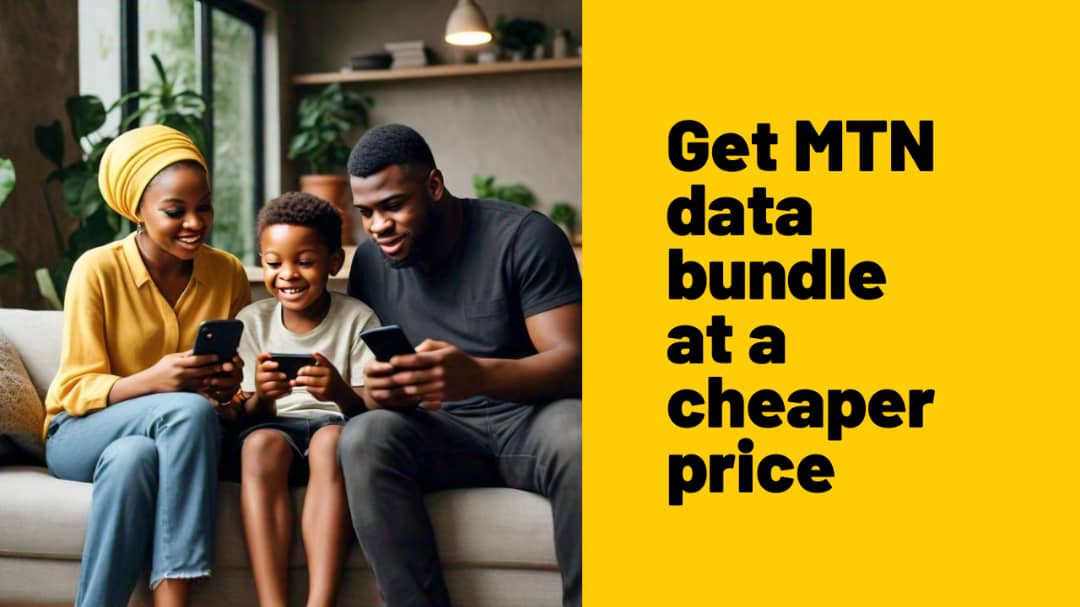 Get MTN
data
bundle
at a
cheaper
price